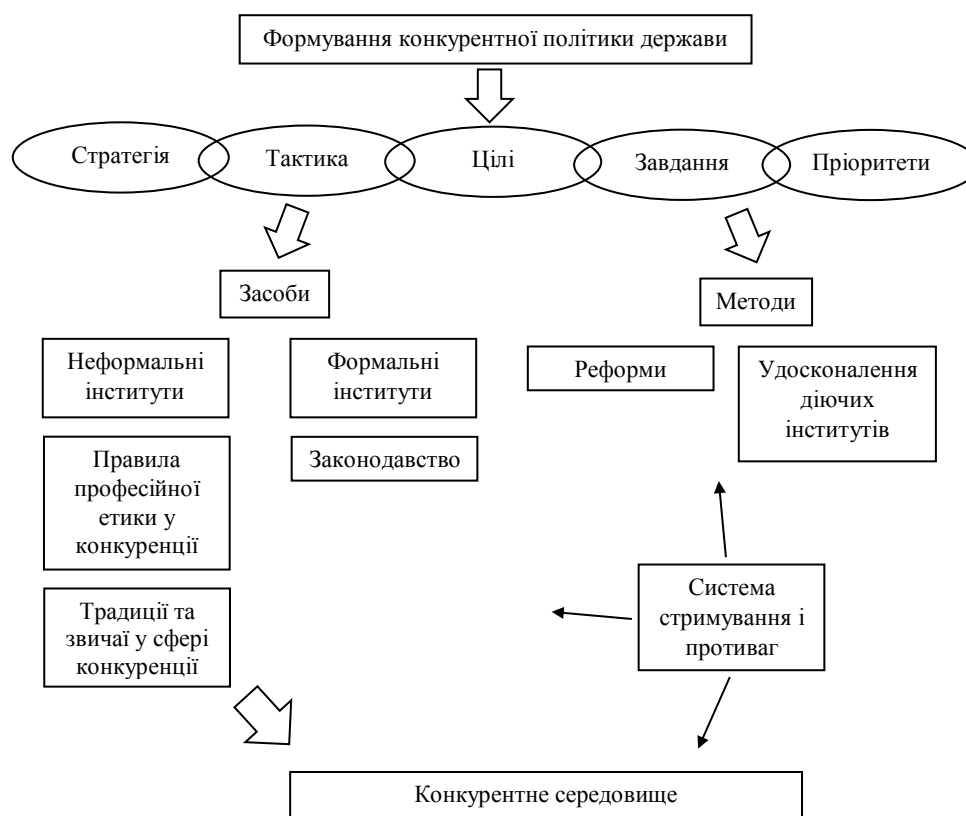 Формування конкурентної політики держави
Стратегія
Тактика
Цілі
Завдання
Пріоритети
Засоби
Методи
Неформальні
інститути
Формальні
інститути
Реформи
Удосконалення
діючих
інститутів
Правила
професійної
етики у
конкуренції
Законодавство
Традиції та
звичаї у сфері
конкуренції
Система
стримування і
противаг
Конкурентне середовище